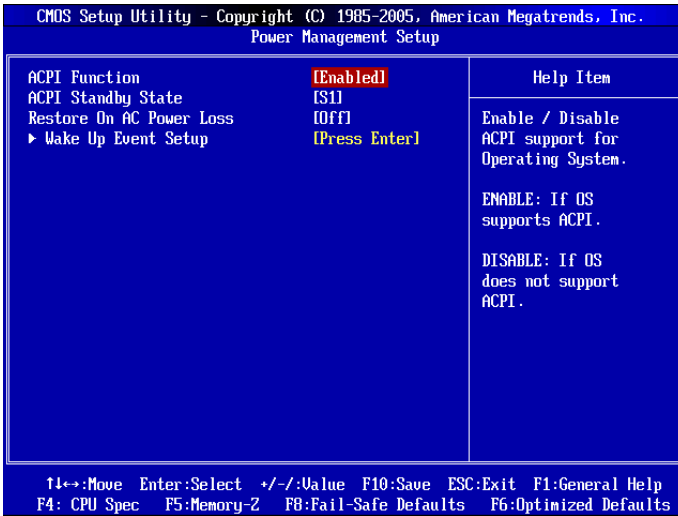 CMOS Setup Utility - Copyright (C) 1985-2005, American Megatrends, Inc.
Power Management Setup
ACPI Function [Enabled]
ACPI Standby State [S1]
Restore On AC Power Loss [Off]
▶ Wake Up Event Setup [Press Enter]
Help Item
Enable / Disable
ACPI support for
Operating System.
ENABLE: If OS
supports ACPI.
DISABLE: If OS
does not support
ACPI.
↑↓↔:Move Enter:Select +/-/:Value F10:Save ESC:Exit F1:General Help
F4: CPU Spec F5:Memory-Z F8:Fail-Safe Defaults F6:Optimized Defaults